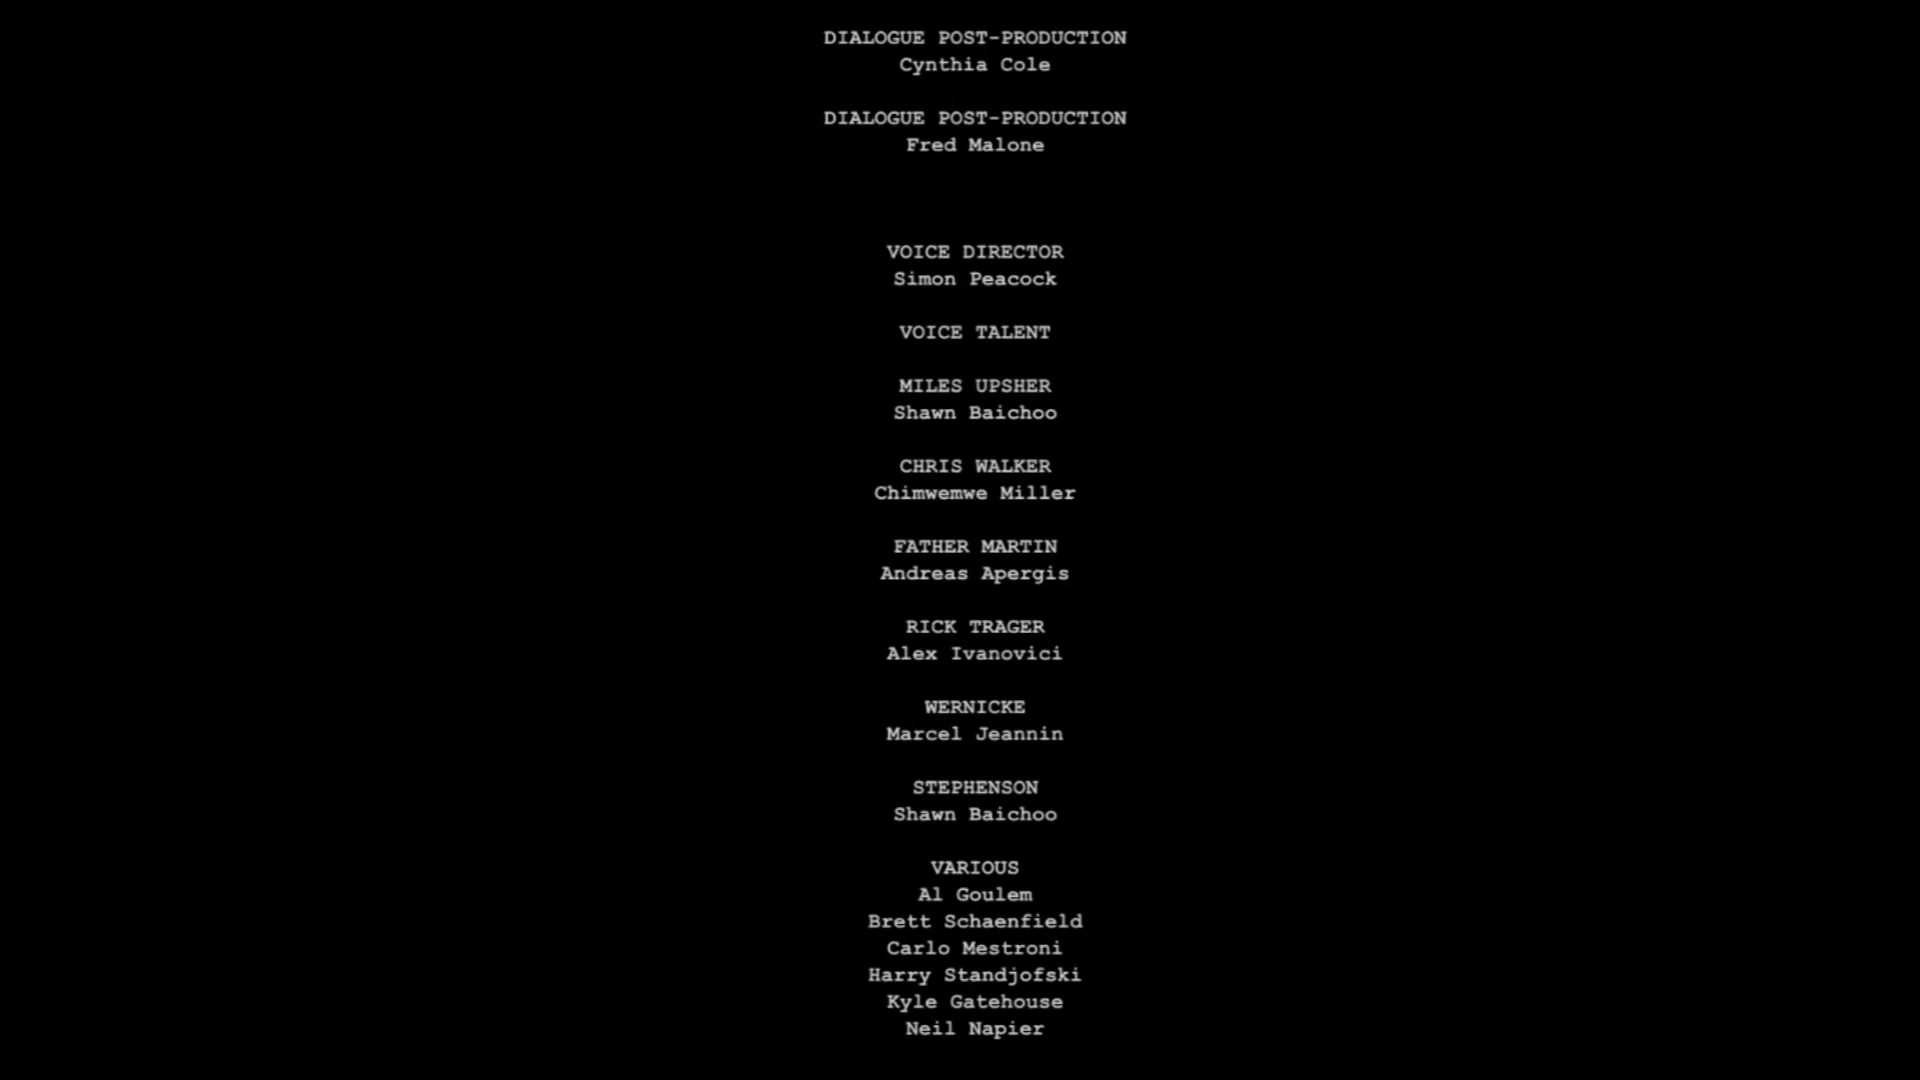 DIALOGUE POST-PRODUCTION
Cynthia Cole
DIALOGUE POST-PRODUCTION
Fred Malone
VOICE DIRECTOR
Simon Peacock
VOICE TALENT
MILES UPSHER
Shawn Baichoo
CHRIS WALKER
Chimwemwe Miller
FATHER MARTIN
Andreas Apergis
RICK TRAGER
Alex Ivanovici
WERNICKE
Marcel Jeannin
STEPHENSON
Shawn Baichoo
VARIOUS
Al Goulem
Brett Schaenfield
Carlo Mestroni
Harry Standjofski
Kyle Gatehouse
Neil Napier